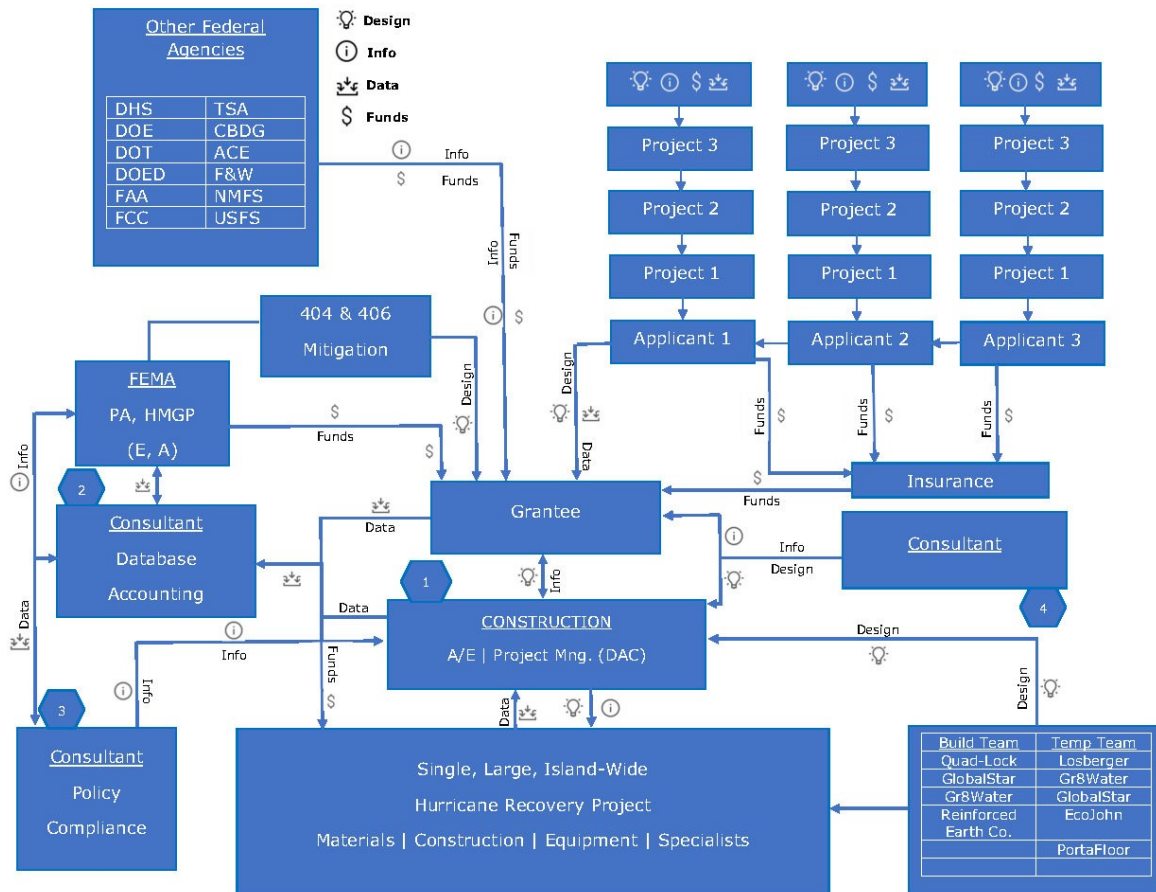 Other Federal
Agencies
DHS TSA
DOE CBDG
DOT ACE
DOED F&W
FAA NMFS
FCC USFS
Design
Info
Data
$ Funds
Info
$ Funds
Info
Funds
$
$ 
Project 3
Project 2
Project 1
Applicant 1
$
Project 3
Project 2
Project 1
Applicant 2
$
Project 3
Project 2
Project 1
Applicant 3
404 & 406
Mitigation
Design
FEMA
PA, HMGP
(E, A)
$
Funds
$
Design
Data
Funds
$
Funds
$
Funds
$
Insurance
$
Funds
Info
Data
2
Consultant
Database
Accounting
Data
Grantee
Info
Info
Design
Consultant
4
1
CONSTRUCTION
A/E | Project Mng. (DAC)
Data
Funds
$
Info
Info
3
Consultant
Policy
Compliance
Data
Design
Design
Single, Large, Island-Wide
Hurricane Recovery Project
Materials | Construction | Equipment | Specialists
Build Team Temp Team
Quad-Lock Losberger
GlobalStar Gr8Water
Gr8Water GlobalStar
Reinforced EcoJohn
Earth Co.
PortaFloor